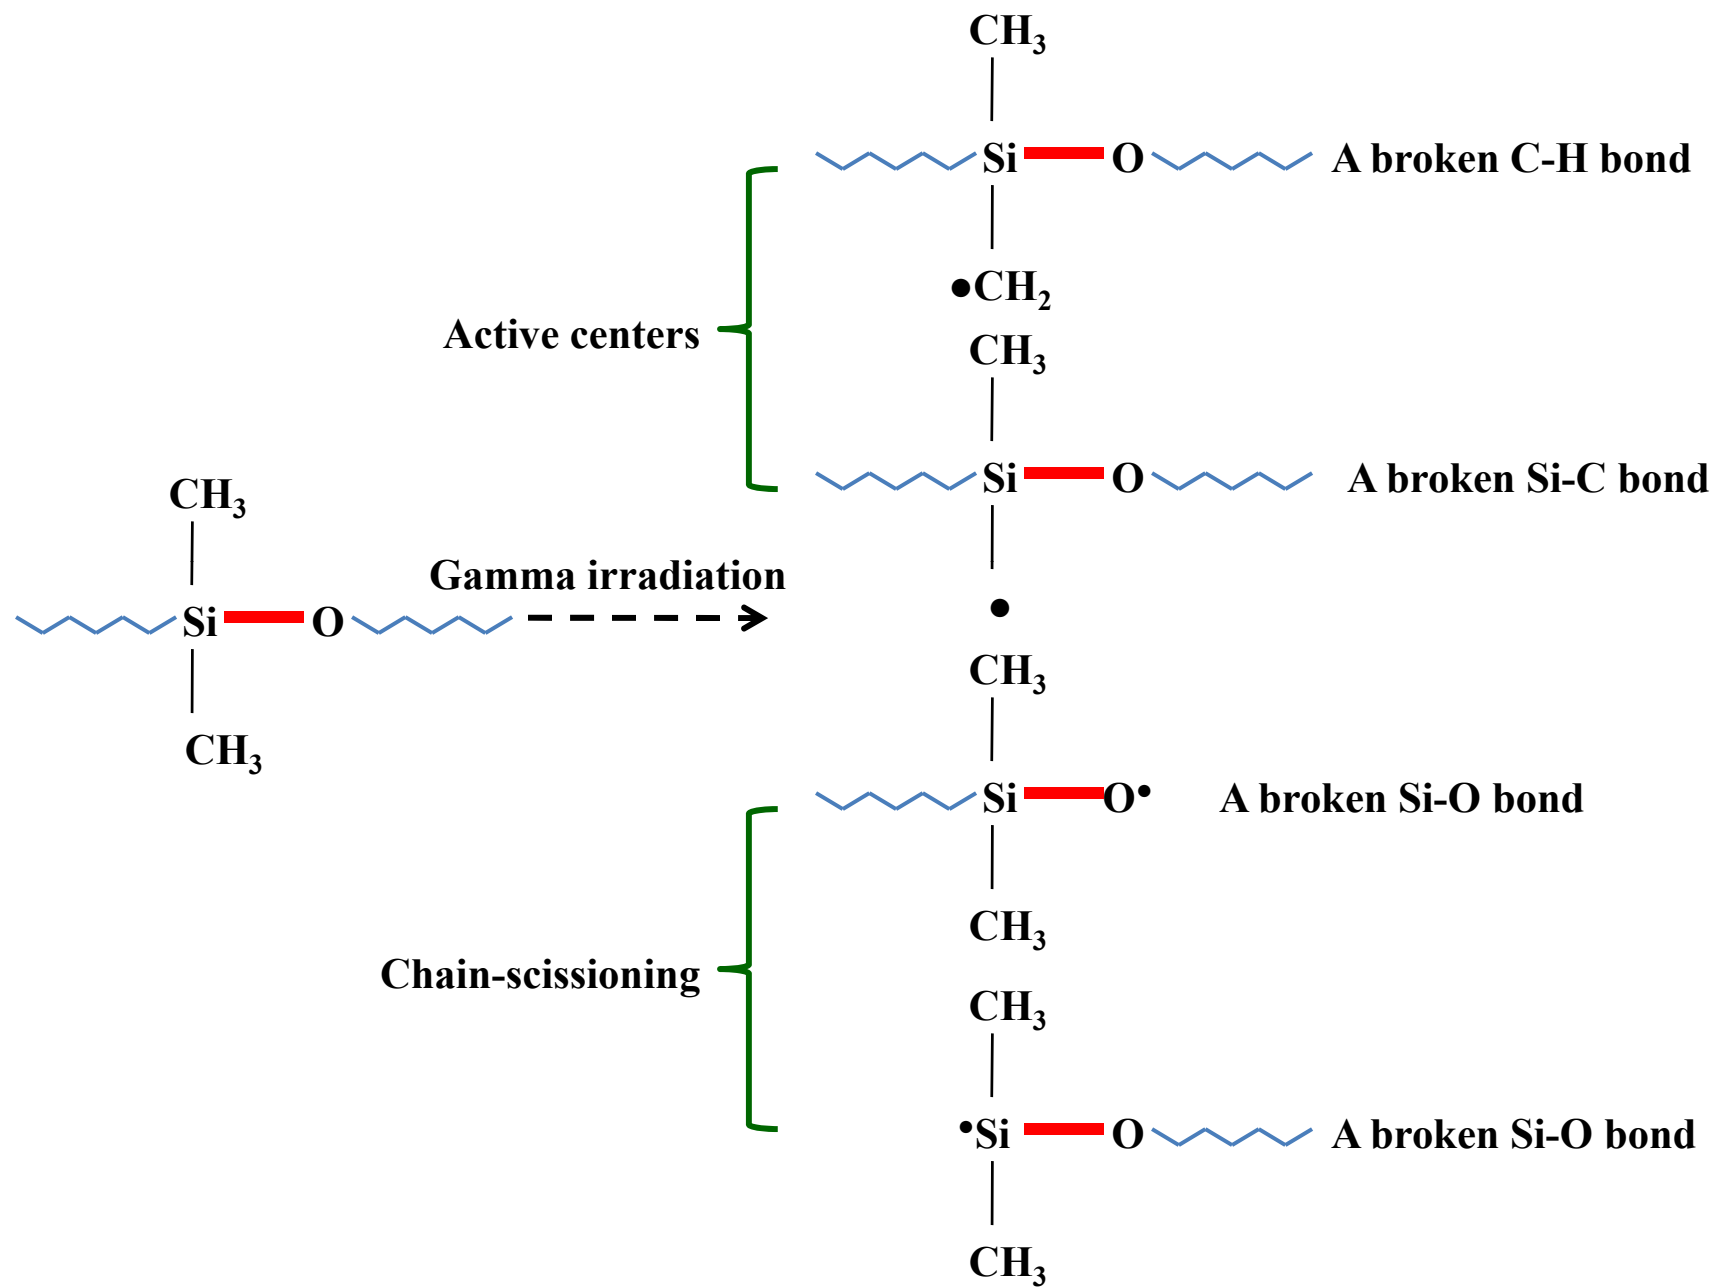 CH₃
Si O A broken C-H bond
•CH₂
Active centers
CH₃
Si O A broken Si-C bond
CH₃
Gamma irradiation
•
Si O
CH₃
CH₃
Si O• A broken Si-O bond
CH₃
Chain-scissioning
CH₃
•Si O A broken Si-O bond
CH₃